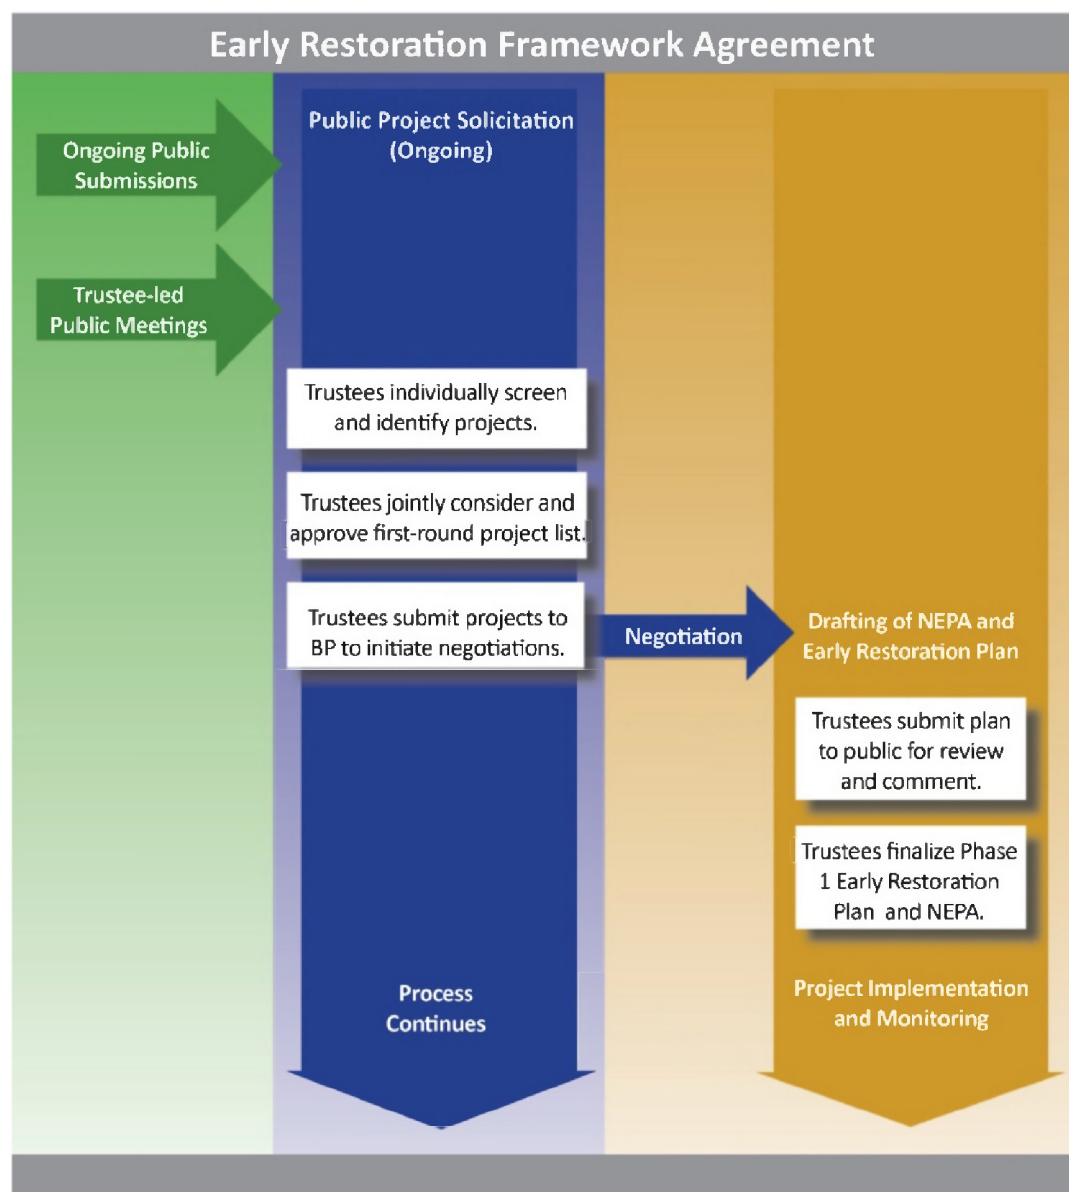 Early Restoration Framework Agreement
Ongoing Public
Submissions
Trustee-led
Public Meetings
Public Project Solicitation
(Ongoing)
Trustees individually screen
and identify projects.
Trustees jointly consider and
approve first-round project list.
Trustees submit projects to
BP to initiate negotiations.
Process
Continues
Negotiation
Drafting of NEPA and
Early Restoration Plan
Trustees submit plan
to public for review
and comment.
Trustees finalize Phase
1 Early Restoration
Plan and NEPA.
Project Implementation
and Monitoring